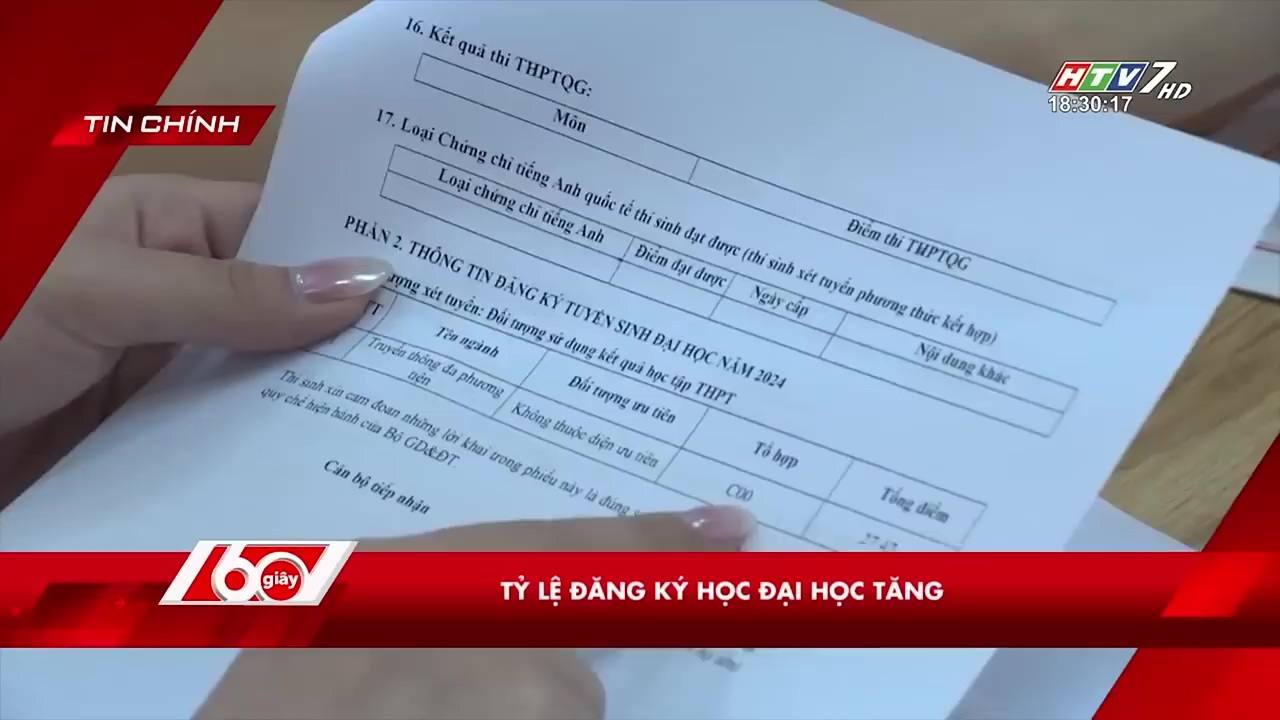 16. Kết quả thi THPTQG:
HTV7 HD
18:30:17
TIN CHÍNH
Môn
Điểm thi THPTQG
17. Loại Chứng chỉ tiếng Anh quốc tế thí sinh đạt được (thí sinh xét tuyển phương thức kết hợp)
Loại chứng chỉ tiếng Anh
Điểm đạt được
Ngày cấp
Nội dung khác
PHẦN 2. THÔNG TIN ĐĂNG KÝ TUYỂN SINH ĐẠI HỌC NĂM 2024
tượng xét tuyển: Đối tượng sử dụng kết quả học tập THPT
Tên ngành
Đối tượng ưu tiên
Tổ hợp
Tổng điểm
Truyền thông đa phương
tiện
Không thuộc diện ưu tiên
C00
Thí sinh xin cam đoan những lời khai trong phiếu này là đúng
quy chế hiện hành của Bộ GD&ĐT.
Cán bộ tiếp nhận
60 giây
TỶ LỆ ĐĂNG KÝ HỌC ĐẠI HỌC TĂNG